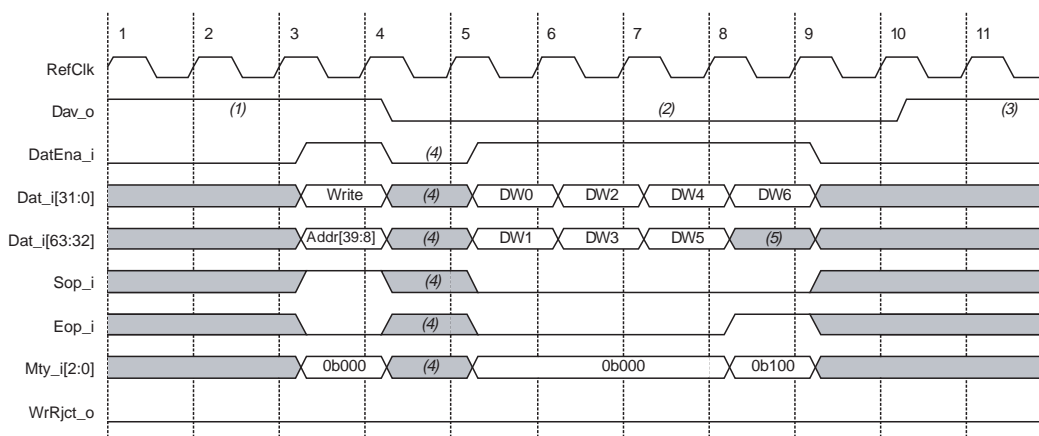 1 2 3 4 5 6 7 8 9 10 11
RefClk
Dav_o (1) (2) (3)
DatEna_i (4)
Dat_i[31:0] Write (4) DW0 DW2 DW4 DW6
Dat_i[63:32] Addr[39:8] (4) DW1 DW3 DW5 (5)
Sop_i (4)
Eop_i (4)
Mty_i[2:0] 0b000 (4) 0b000 0b100
WrRjct_o